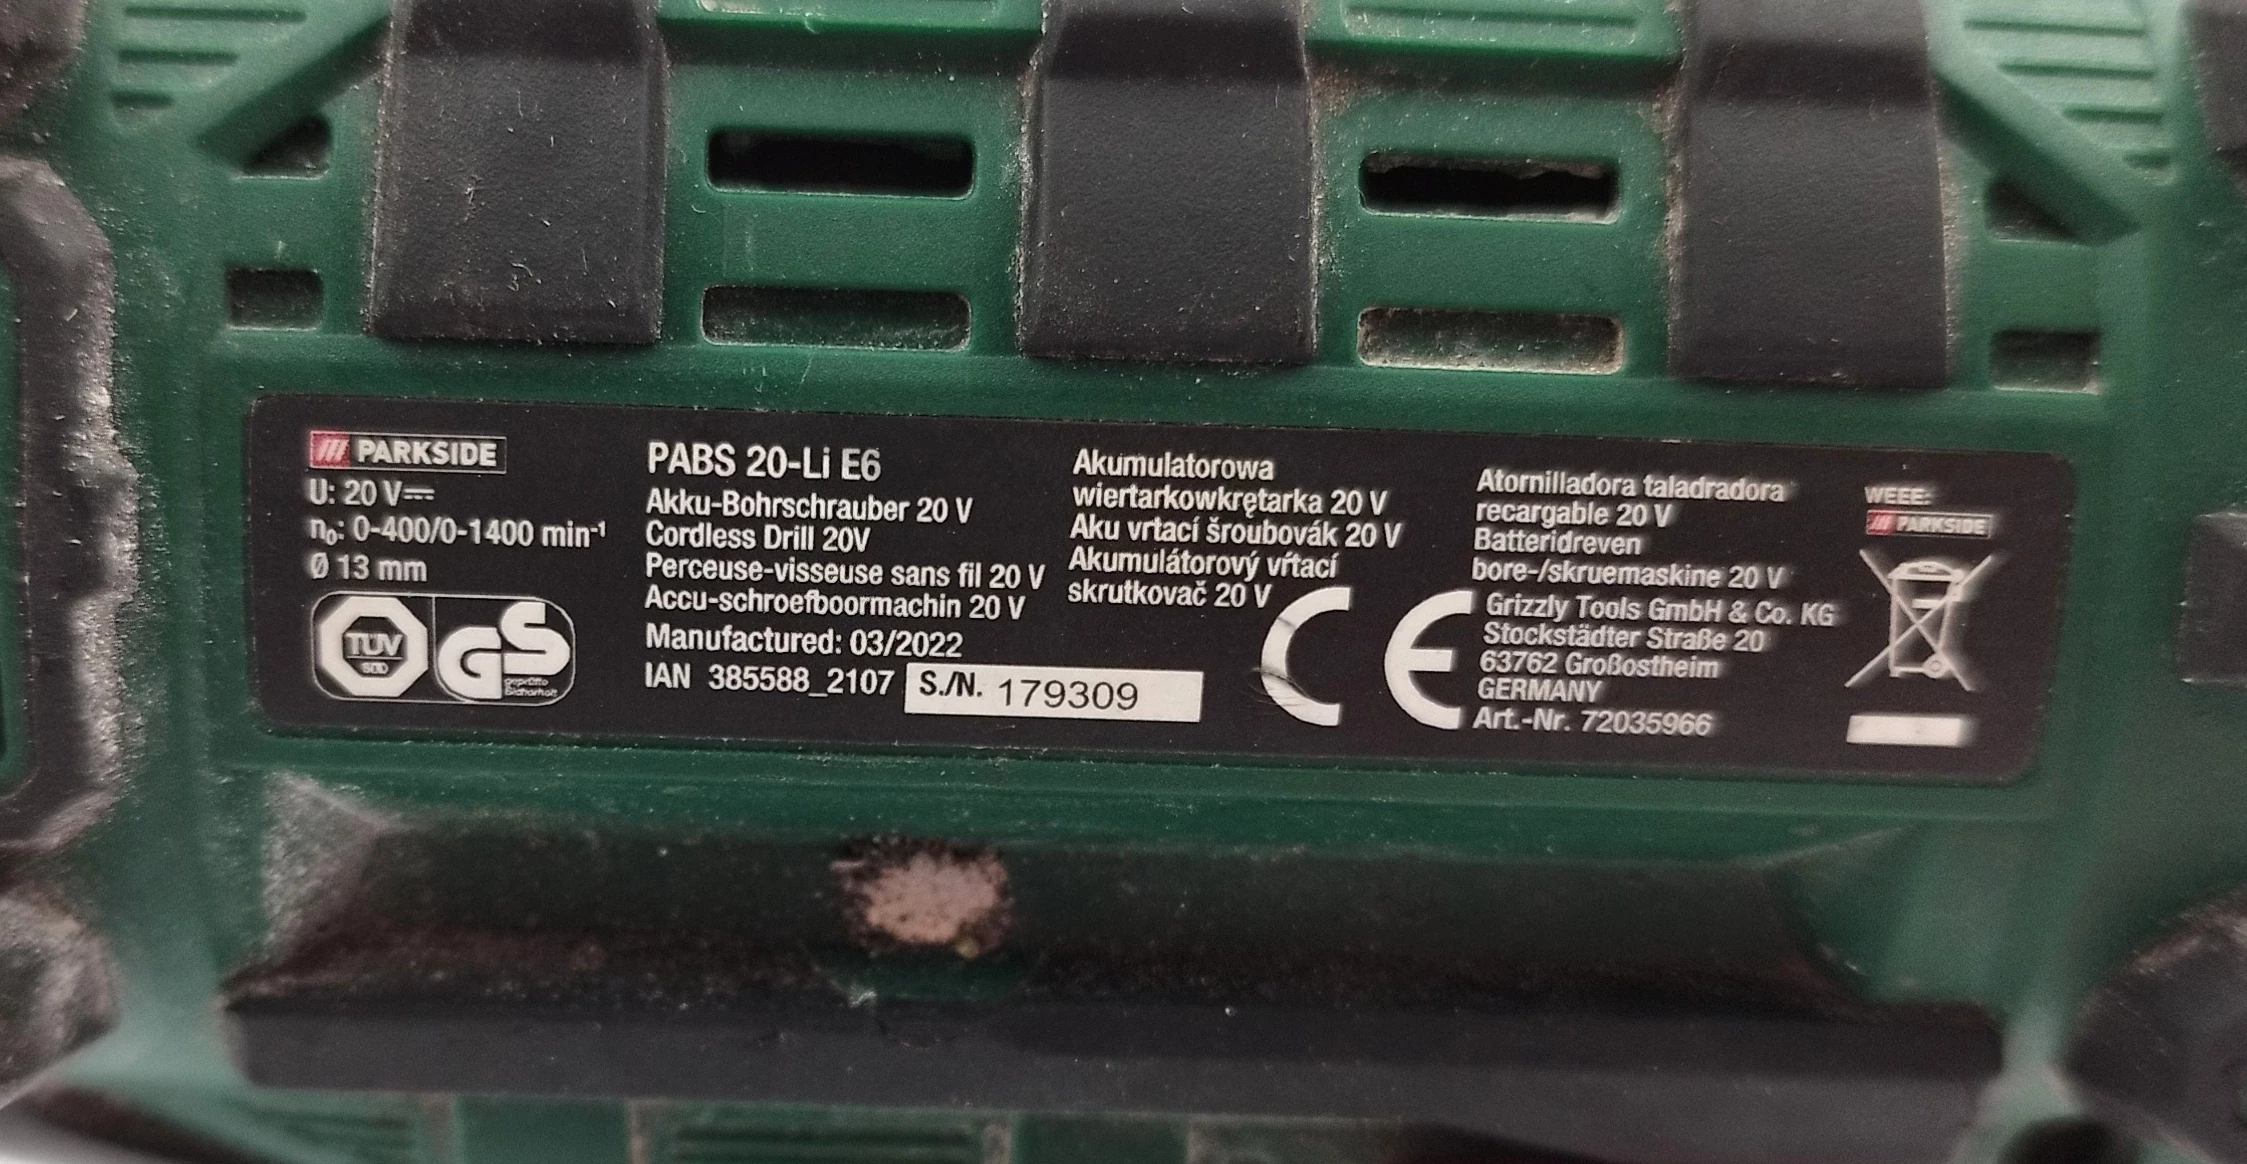 PARKSIDE
U: 20 V⎓
n₀: 0-400/0-1400 min⁻¹
Ø 13 mm
TÜV
SÜD
GS
geprüfte
Sicherheit
PABS 20-Li E6
Akku-Bohrschrauber 20 V
Cordless Drill 20V
Perceuse-visseuse sans fil 20 V
Accu-schroefboormachin 20 V
Manufactured: 03/2022
IAN 385588_2107
S./N. 179309
Akumulatorowa
wiertarkowkrętarka 20 V
Aku vrtací šroubovák 20 V
Akumulátorový vŕtací
skrutkovač 20 V
CE
Atornilladora taladradora
recargable 20 V
Batteridreven
bore-/skruemaskine 20 V
Grizzly Tools GmbH & Co. KG
Stockstädter Straße 20
63762 Großostheim
GERMANY
Art.-Nr. 72035966
WEEE:
PARKSIDE